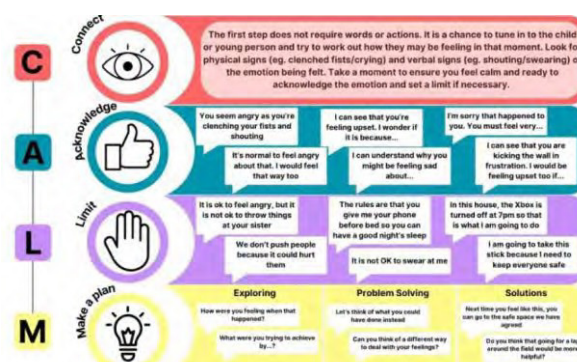 C
Connect
The first step does not require words or actions. It is a chance to tune in to the child
or young person and try to work out how they may be feeling in that moment. Look for
physical signs (eg. clenched fists/crying) and verbal signs (eg. shouting/swearing) of
the emotion being felt. Take a moment to ensure you feel calm and ready to
acknowledge the emotion and set a limit if necessary.
A
Acknowledge
You seem angry as you're
clenching your fists and
shouting
It's normal to feel angry
about that. I would feel
that way too
I can see that you're
feeling upset. I wonder if
it is because...
I can understand why you
might be feeling sad
about...
I'm sorry that happened to
you. You must feel very...
I can see that you are
kicking the wall in
frustration. I would be
feeling upset too if...
L
Limit
It is ok to feel angry, but it
is not ok to throw things
at your sister
We don't push people
because it could hurt
them
The rules are that you
give me your phone
before bed so you can
have a good night's sleep
It is not OK to swear at me
In this house, the Xbox is
turned off at 7pm so that
is what I am going to do
I am going to take this
stick because I need to
keep everyone safe
M
Make a plan
Exploring
How were you feeling when that
happened?
What were you trying to achieve
by...?
Problem Solving
Let's think of what you could
have done instead
Can you think of a different way
to deal with your feelings?
Solutions
Next time you feel like this, you
can go to the safe space we have
agreed
Do you think that going for a
around the field would be more
helpful?